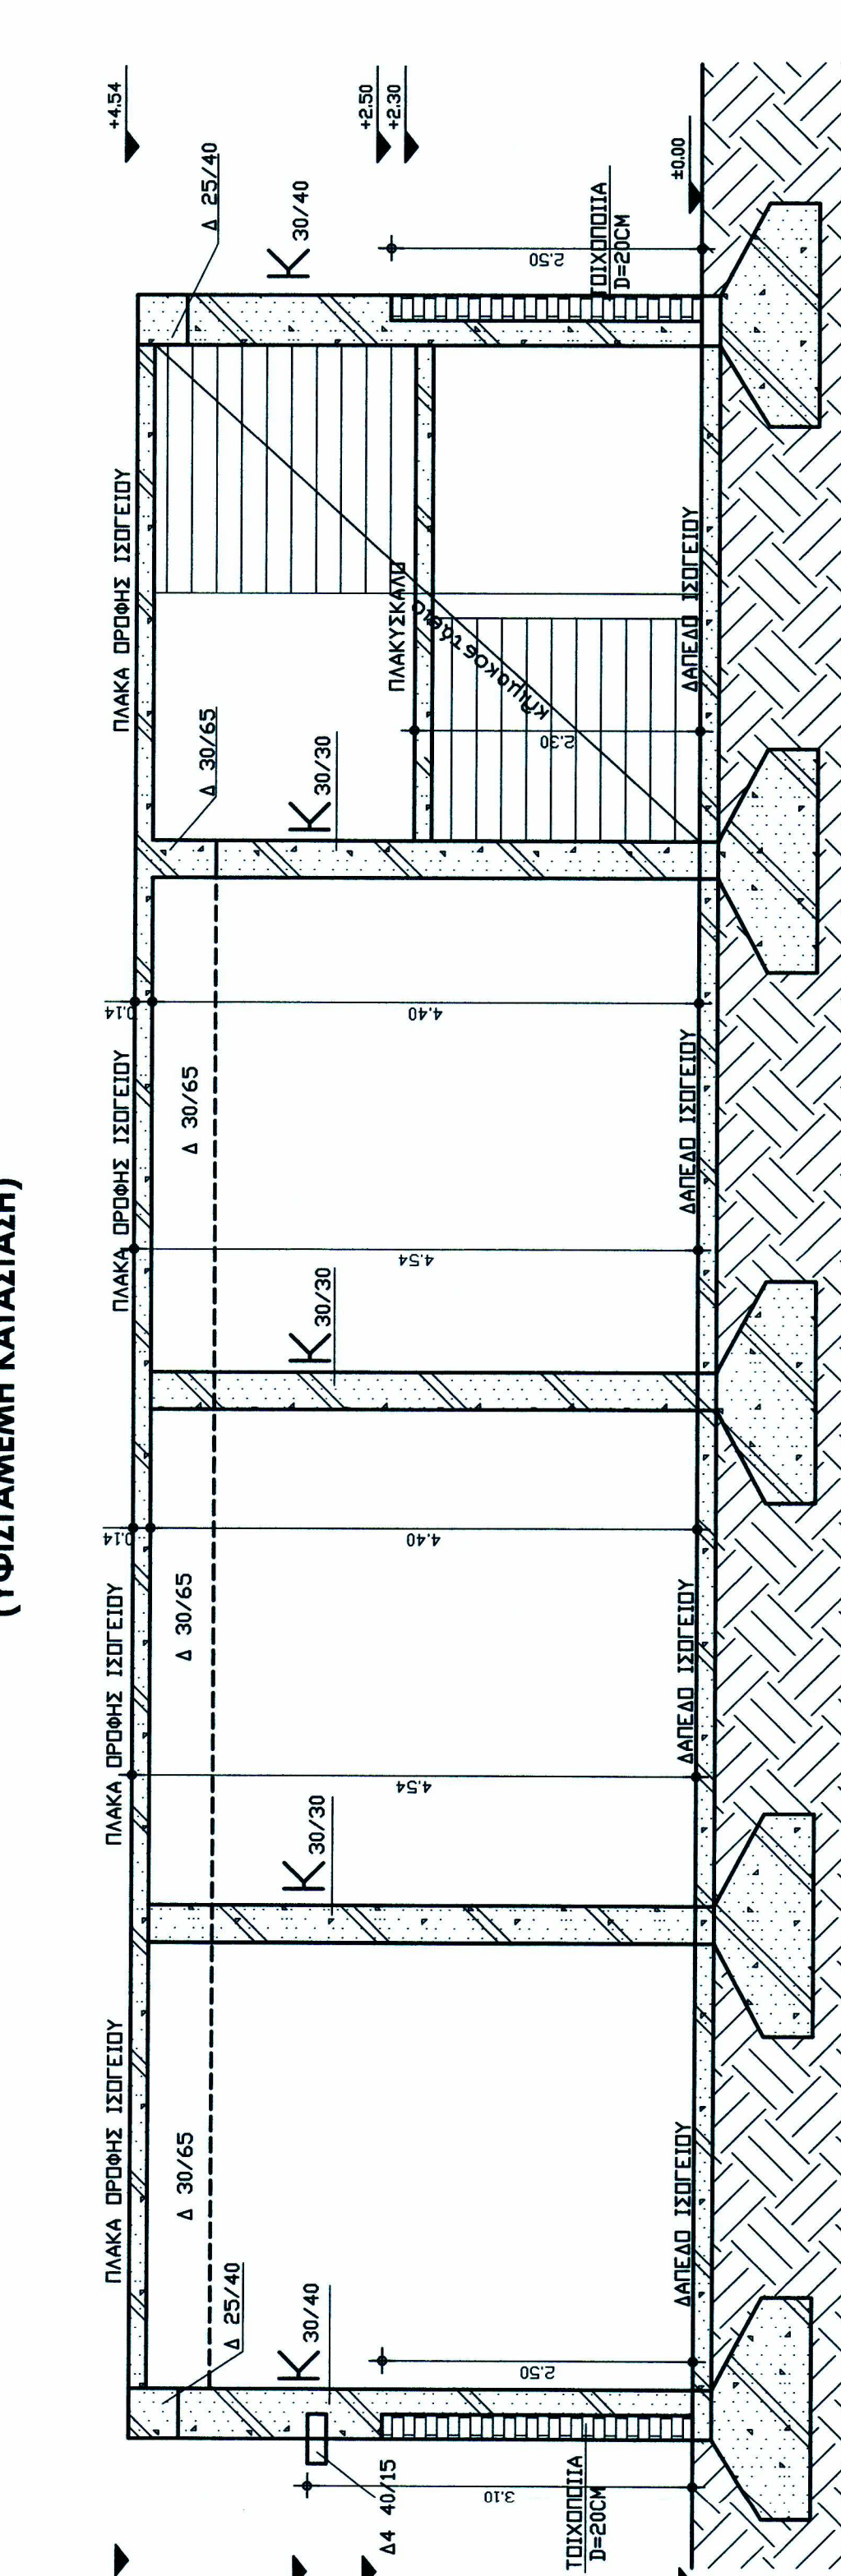 (ΥΦΙΣΤΑΜΕΜΗ ΚΑΤΑΣΤΑΣΗ)
+4.54
+2.50
+2.30
±0.00
ΠΛΑΚΑ ΟΡΟΦΗΣ ΙΣΟΓΕΙΟΥ
ΠΛΑΚΑ ΟΡΟΦΗΣ ΙΣΟΓΕΙΟΥ
ΠΛΑΚΑ ΟΡΟΦΗΣ ΙΣΟΓΕΙΟΥ
ΠΛΑΚΑ ΟΡΟΦΗΣ ΙΣΟΓΕΙΟΥ
0.14
0.14
Δ 25/40
Δ 30/65
Δ 30/65
Δ 30/65
Δ 30/65
Δ 25/40
Κ 30/40
Κ 30/30
Κ 30/30
Κ 30/30
Κ 30/40
Δ4 40/15
ΠΛΑΚΥΣΚΑΛΟ
κλιμακοστάσιο
4.54
4.40
4.54
4.40
2.30
2.50
2.50
3.10
ΤΟΙΧΟΠΟΙΙΑ
D=20CM
ΤΟΙΧΟΠΟΙΙΑ
D=20CM
ΔΑΠΕΔΟ ΙΣΟΓΕΙΟΥ
ΔΑΠΕΔΟ ΙΣΟΓΕΙΟΥ
ΔΑΠΕΔΟ ΙΣΟΓΕΙΟΥ
ΔΑΠΕΔΟ ΙΣΟΓΕΙΟΥ